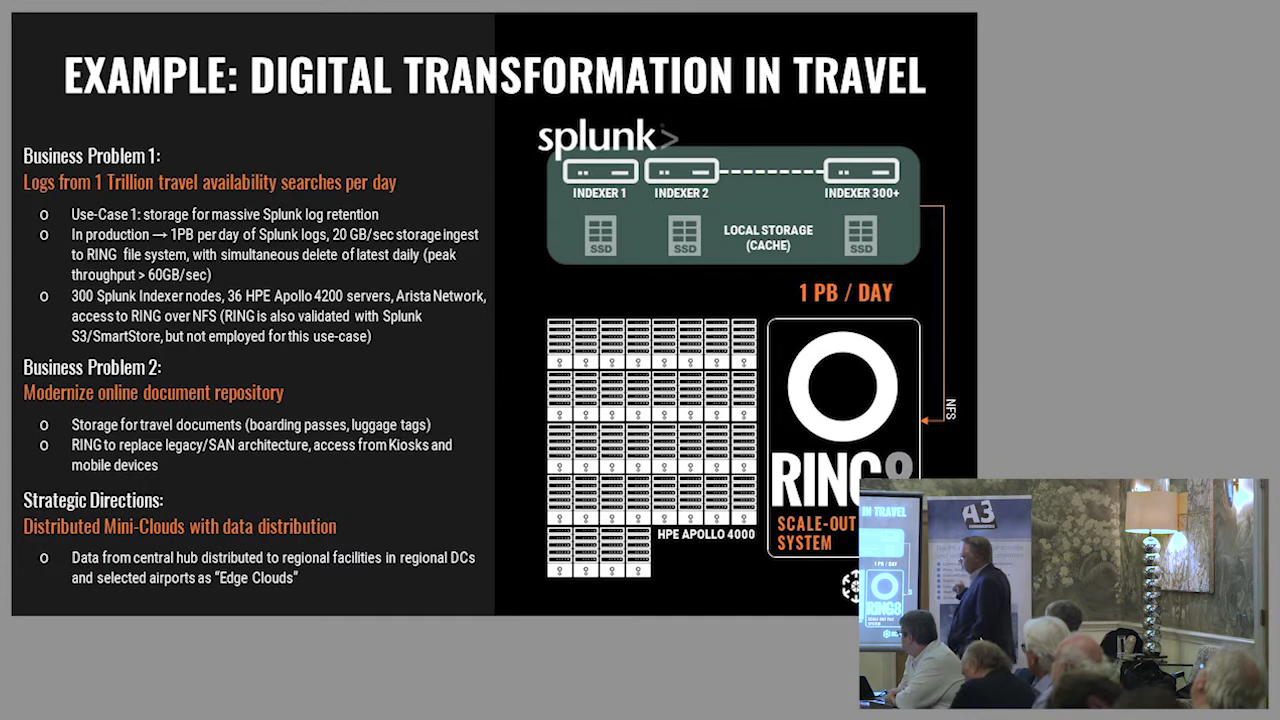 EXAMPLE: DIGITAL TRANSFORMATION IN TRAVEL
Business Problem 1:
Logs from 1 Trillion travel availability searches per day
o Use-Case 1: storage for massive Splunk log retention
o In production → 1PB per day of Splunk logs, 20 GB/sec storage ingest
to RING file system, with simultaneous delete of latest daily (peak
throughput > 60GB/sec)
o 300 Splunk Indexer nodes, 36 HPE Apollo 4200 servers, Arista Network,
access to RING over NFS (RING is also validated with Splunk
S3/SmartStore, but not employed for this use-case)
Business Problem 2:
Modernize online document repository
o Storage for travel documents (boarding passes, luggage tags)
o RING to replace legacy/SAN architecture, access from Kiosks and
mobile devices
Strategic Directions:
Distributed Mini-Clouds with data distribution
o Data from central hub distributed to regional facilities in regional DCs
and selected airports as “Edge Clouds”
splunk>
INDEXER 1 INDEXER 2 INDEXER 300+
SSD SSD LOCAL STORAGE SSD
(CACHE)
1 PB / DAY
NFS
RING8
SCALE-OUT
SYSTEM
HPE APOLLO 4000
IN TRAVEL
1 PB / DAY
RING8
A3